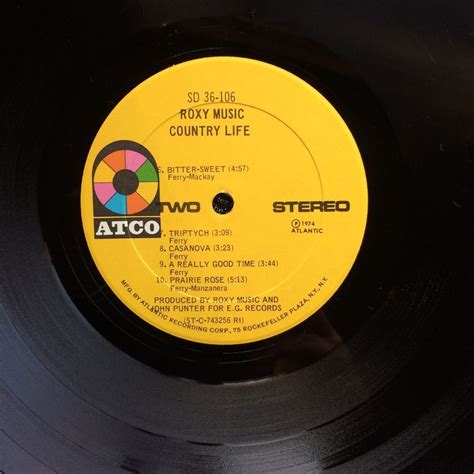 SD 36-106
ROXY MUSIC
COUNTRY LIFE
6. BITTER-SWEET (4:57)
Ferry-Mackay
ATCO
TWO
STEREO
Ⓟ 1974
ATLANTIC
7. TRIPTYCH (3:09)
Ferry
8. CASANOVA (3:23)
Ferry
9. A REALLY GOOD TIME (3:44)
Ferry
10. PRAIRIE ROSE (5:13)
Ferry-Manzanera
PRODUCED BY ROXY MUSIC AND
JOHN PUNTER FOR E.G. RECORDS
(ST-C-743256 RI)
MFG. BY ATLANTIC RECORDING CORP., 75 ROCKEFELLER PLAZA, N.Y., N.Y.